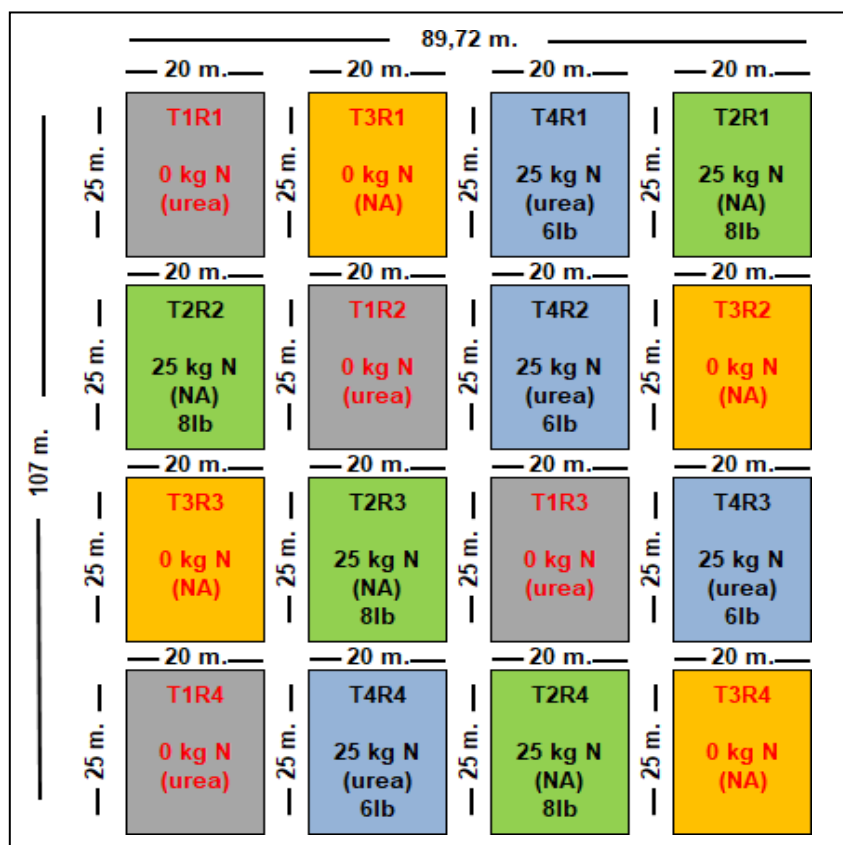 89,72 m.
20 m. 20 m. 20 m. 20 m.
107 m.
25 m.
T1R1
0 kg N
(urea)
25 m.
T3R1
0 kg N
(NA)
25 m.
T4R1
25 kg N
(urea)
6lb
25 m.
T2R1
25 kg N
(NA)
8lb
20 m. 20 m. 20 m. 20 m.
25 m.
T2R2
25 kg N
(NA)
8lb
25 m.
T1R2
0 kg N
(urea)
25 m.
T4R2
25 kg N
(urea)
6lb
25 m.
T3R2
0 kg N
(NA)
20 m. 20 m. 20 m. 20 m.
25 m.
T3R3
0 kg N
(NA)
25 m.
T2R3
25 kg N
(NA)
8lb
25 m.
T1R3
0 kg N
(urea)
25 m.
T4R3
25 kg N
(urea)
6lb
20 m. 20 m. 20 m. 20 m.
25 m.
T1R4
0 kg N
(urea)
25 m.
T4R4
25 kg N
(urea)
6lb
25 m.
T2R4
25 kg N
(NA)
8lb
25 m.
T3R4
0 kg N
(NA)